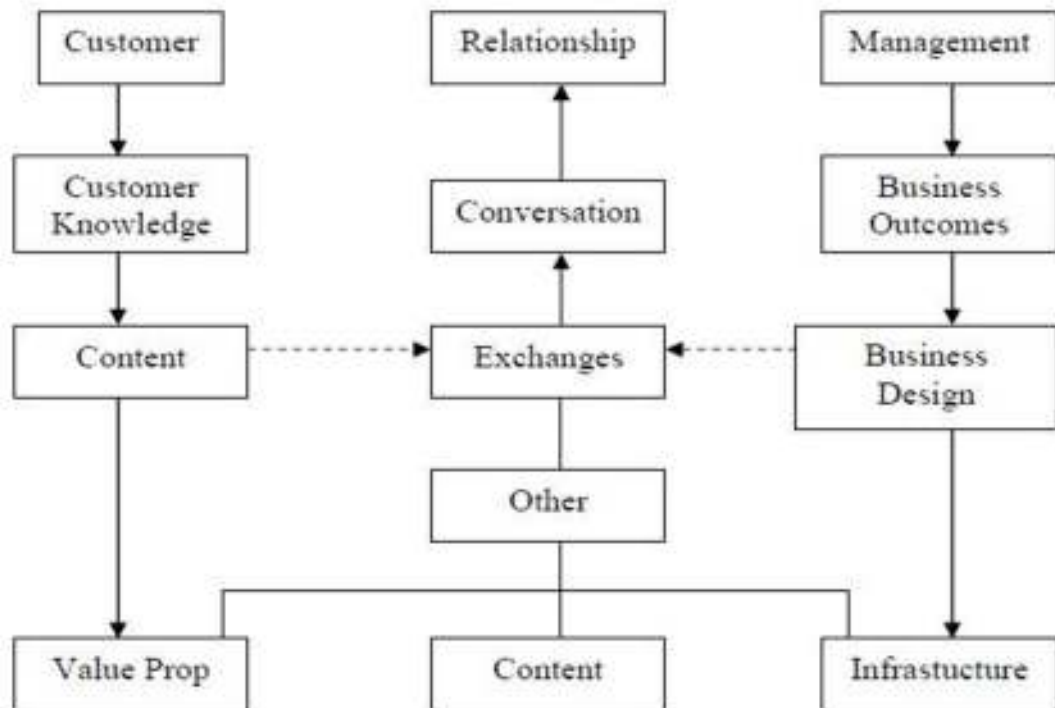 Customer
Relationship
Management
Customer
Knowledge
Conversation
Business
Outcomes
Content
Exchanges
Business
Design
Other
Value Prop
Content
Infrastucture